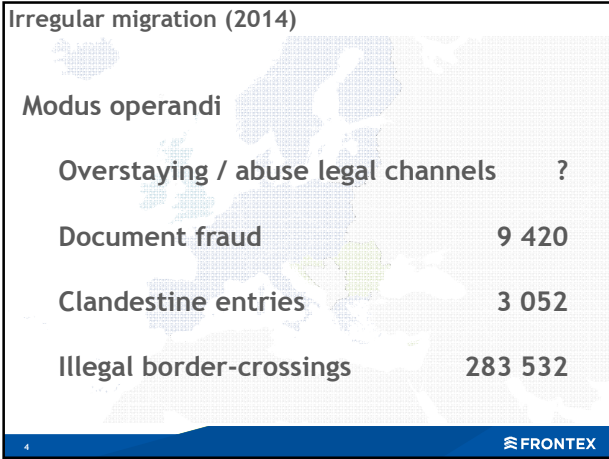 Irregular migration (2014)
Modus operandi
Overstaying / abuse legal channels ?
Document fraud 9 420
Clandestine entries 3 052
Illegal border-crossings 283 532
4 FRONTEX